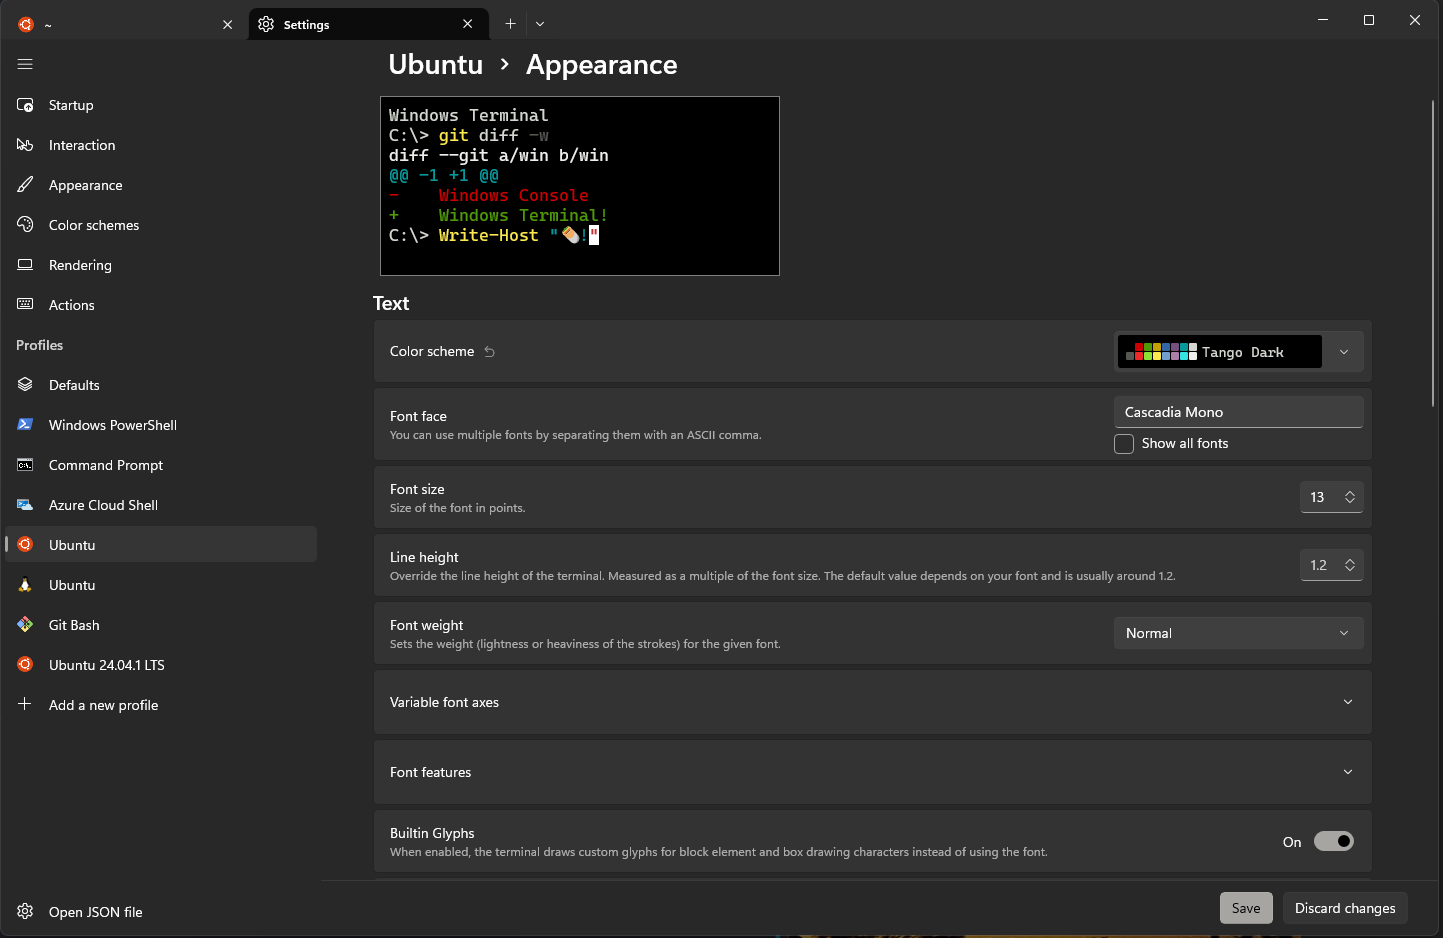 ~
Settings
Startup
Interaction
Appearance
Color schemes
Rendering
Actions
Profiles
Defaults
Windows PowerShell
Command Prompt
Azure Cloud Shell
Ubuntu
Ubuntu
Git Bash
Ubuntu 24.04.1 LTS
Add a new profile
Open JSON file
Ubuntu > Appearance
Windows Terminal
C:\> git diff -w
diff --git a/win b/win
@@ -1 +1 @@
-    Windows Console
+    Windows Terminal!
C:\> Write-Host "🌯!"
Text
Color scheme
Tango Dark
Font face
You can use multiple fonts by separating them with an ASCII comma.
Cascadia Mono
Show all fonts
Font size
Size of the font in points.
13
Line height
Override the line height of the terminal. Measured as a multiple of the font size. The default value depends on your font and is usually around 1.2.
1.2
Font weight
Sets the weight (lightness or heaviness of the strokes) for the given font.
Normal
Variable font axes
Font features
Builtin Glyphs
When enabled, the terminal draws custom glyphs for block element and box drawing characters instead of using the font.
On
Save
Discard changes